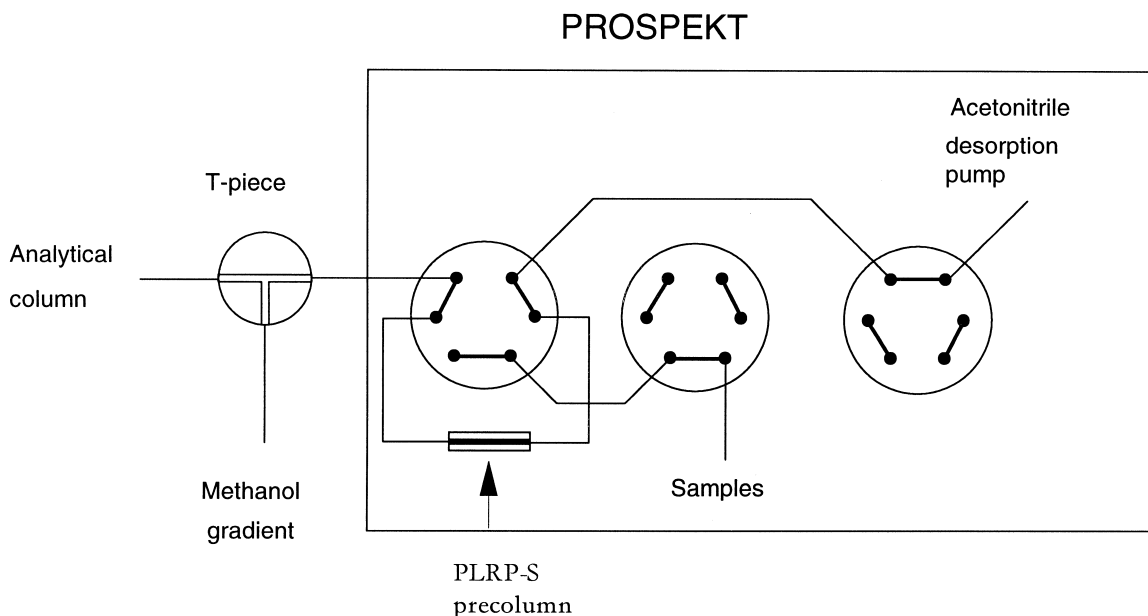 PROSPEKT
Acetonitrile
desorption
pump
T-piece
Analytical
column
Methanol
gradient
Samples
PLRP-S
precolumn